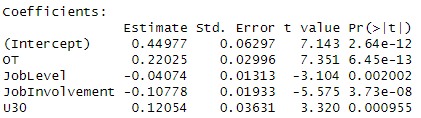 Coefficients:
Estimate Std. Error t value Pr(>|t|)
(Intercept) 0.44977 0.06297 7.143 2.64e-12
OT 0.22025 0.02996 7.351 6.45e-13
JobLevel -0.04074 0.01313 -3.104 0.002002
JobInvolvement -0.10778 0.01933 -5.575 3.73e-08
U30 0.12054 0.03631 3.320 0.000955